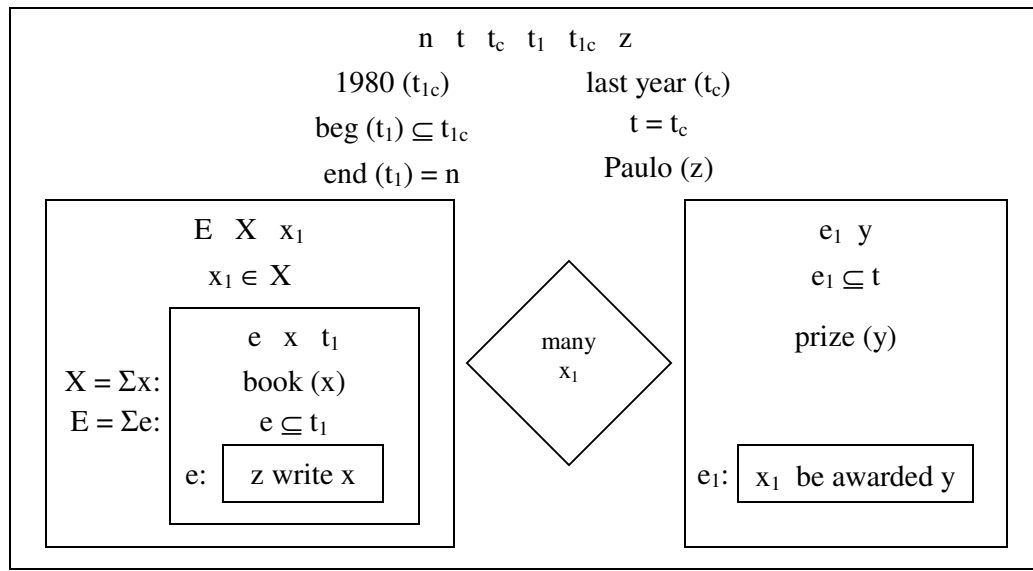 n t t_c t_1 t_1c z
1980 (t_1c) last year (t_c)
beg (t_1) ⊆ t_1c t = t_c
end (t_1) = n Paulo (z)
E X x_1
x_1 ∈ X
e x t_1
X = Σx: book (x)
E = Σe: e ⊆ t_1
e: z write x
many
x_1
e_1 y
e_1 ⊆ t
prize (y)
e_1: x_1 be awarded y